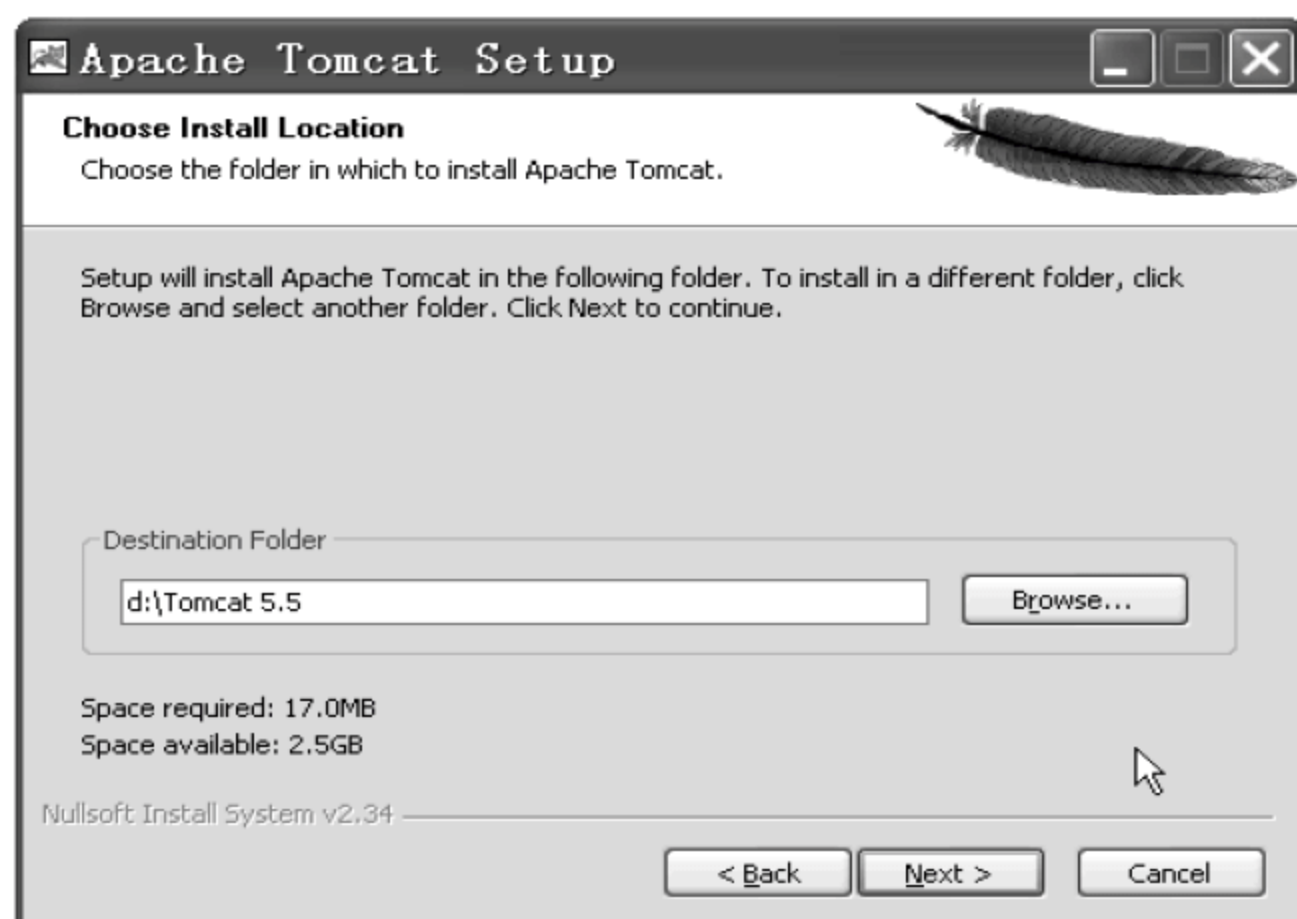 Apache Tomcat Setup
Choose Install Location
Choose the folder in which to install Apache Tomcat.
Setup will install Apache Tomcat in the following folder. To install in a different folder, click
Browse and select another folder. Click Next to continue.
Destination Folder
d:\Tomcat 5.5
Browse...
Space required: 17.0MB
Space available: 2.5GB
Nullsoft Install System v2.34
< Back
Next >
Cancel